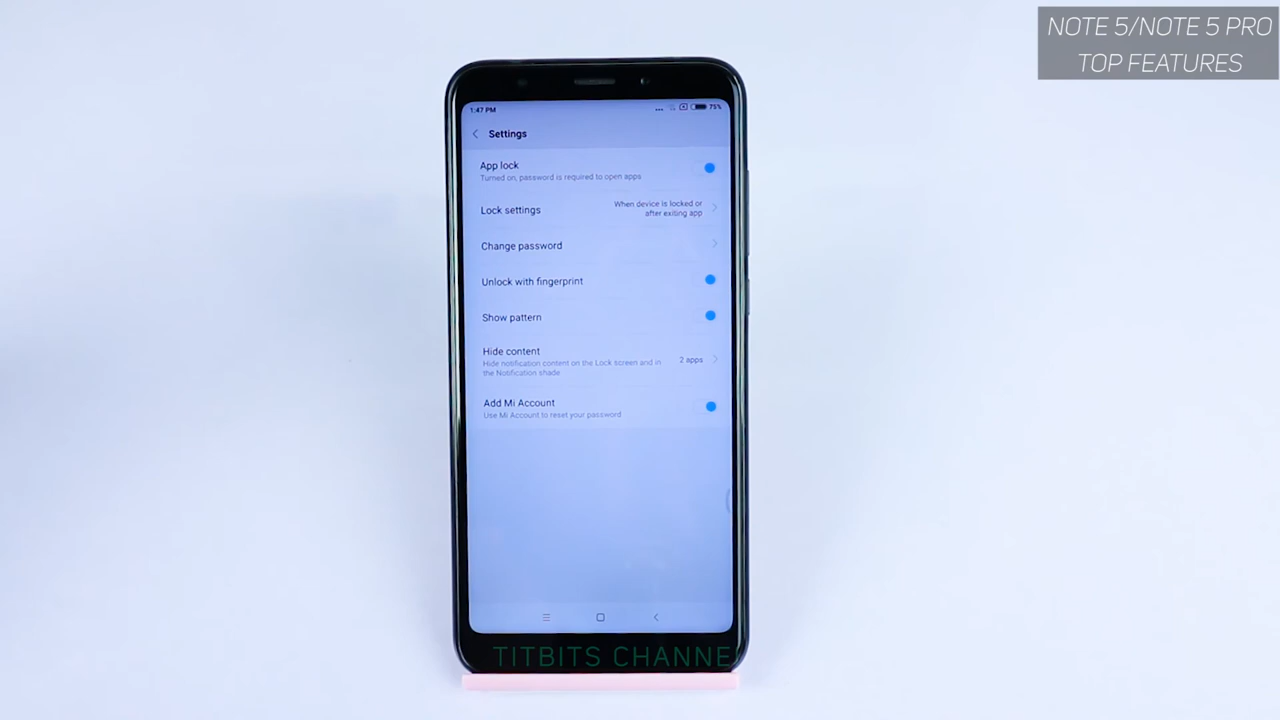 NOTE 5/NOTE 5 PRO
TOP FEATURES
1:47 PM
75%
Settings
App lock
Turned on, password is required to open apps
Lock settings
When device is locked or
after exiting app
Change password
Unlock with fingerprint
Show pattern
Hide content
Hide notification content on the Lock screen and in
the Notification shade
2 apps
Add Mi Account
Use Mi Account to reset your password
TITBITS CHANNE